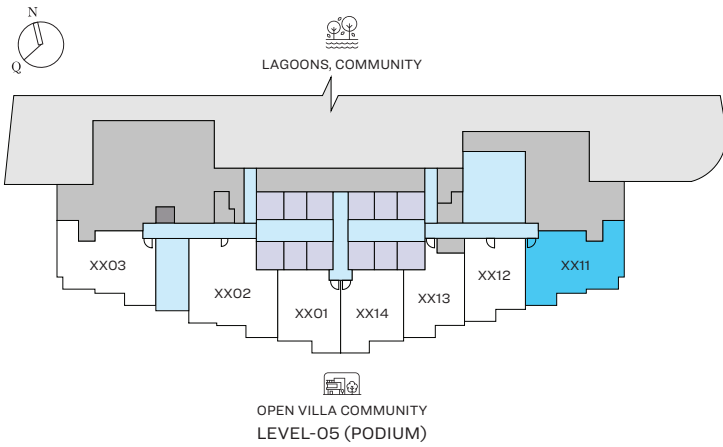 N
Q
LAGOONS, COMMUNITY
XX03
XX02
XX01
XX14
XX13
XX12
XX11
OPEN VILLA COMMUNITY
LEVEL-05 (PODIUM)